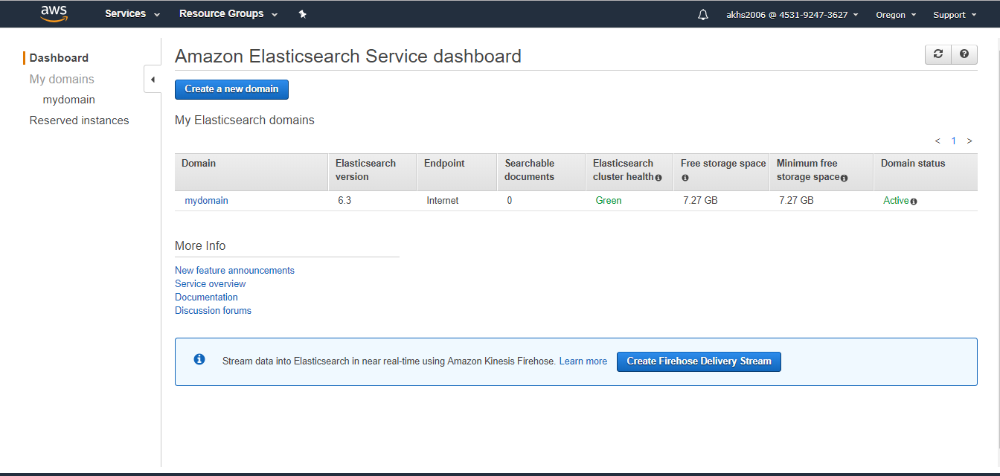 aws Services Resource Groups akhs2006 @ 4531-9247-3627 Oregon Support
Dashboard
My domains
mydomain
Reserved instances
Amazon Elasticsearch Service dashboard
Create a new domain
My Elasticsearch domains
< 1 >
Domain Elasticsearch version Endpoint Searchable documents Elasticsearch cluster health Free storage space Minimum free storage space Domain status
mydomain 6.3 Internet 0 Green 7.27 GB 7.27 GB Active
More Info
New feature announcements
Service overview
Documentation
Discussion forums
Stream data into Elasticsearch in near real-time using Amazon Kinesis Firehose. Learn more Create Firehose Delivery Stream